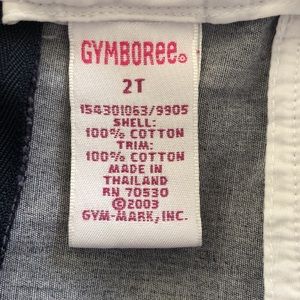 GYMBOREE®
2T
154301063/9905
SHELL:
100% COTTON
TRIM:
100% COTTON
MADE IN
THAILAND
RN 70530
©2003
GYM-MARK, INC.